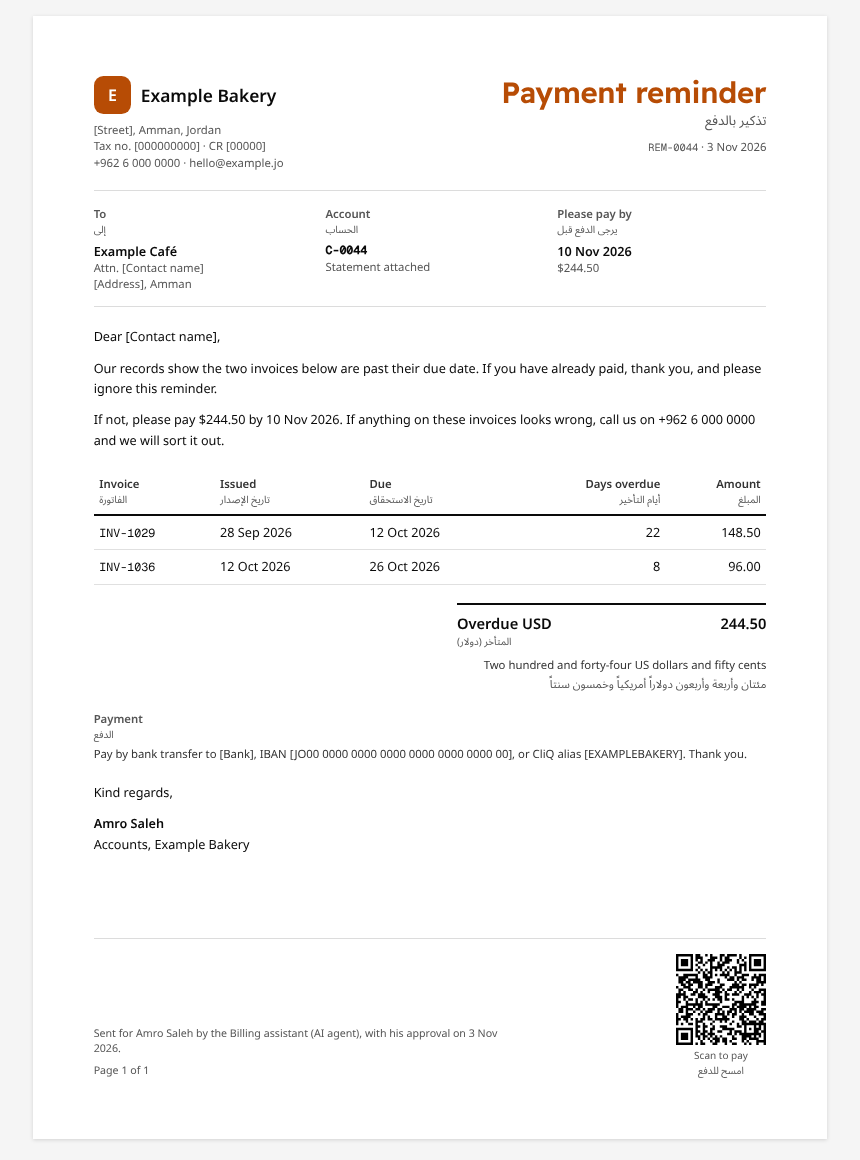 E
Example Bakery
[Street], Amman, Jordan
Tax no. [000000000] · CR [00000]
+962 6 000 0000 · hello@example.jo
Payment reminder
تذكير بالدفع
REM-0044 · 3 Nov 2026
To
إلى
Example Café
Attn. [Contact name]
[Address], Amman
Account
الحساب
C-0044
Statement attached
Please pay by
يرجى الدفع قبل
10 Nov 2026
$244.50
Dear [Contact name],
Our records show the two invoices below are past their due date. If you have already paid, thank you, and please
ignore this reminder.
If not, please pay $244.50 by 10 Nov 2026. If anything on these invoices looks wrong, call us on +962 6 000 0000
and we will sort it out.
Invoice Issued Due Days overdue Amount
الفاتورة تاريخ الإصدار تاريخ الاستحقاق أيام التأخير المبلغ
INV-1029 28 Sep 2026 12 Oct 2026 22 148.50
INV-1036 12 Oct 2026 26 Oct 2026 8 96.00
Overdue USD 244.50
المتأخر (دولار)
Two hundred and forty-four US dollars and fifty cents
مئتان وأربعة وأربعون دولاراً أمريكياً وخمسون سنتاً
Payment
الدفع
Pay by bank transfer to [Bank], IBAN [JO00 0000 0000 0000 0000 0000 0000 00], or CliQ alias [EXAMPLEBAKERY]. Thank you.
Kind regards,
Amro Saleh
Accounts, Example Bakery
Sent for Amro Saleh by the Billing assistant (AI agent), with his approval on 3 Nov
2026.
Page 1 of 1
Scan to pay
امسح للدفع